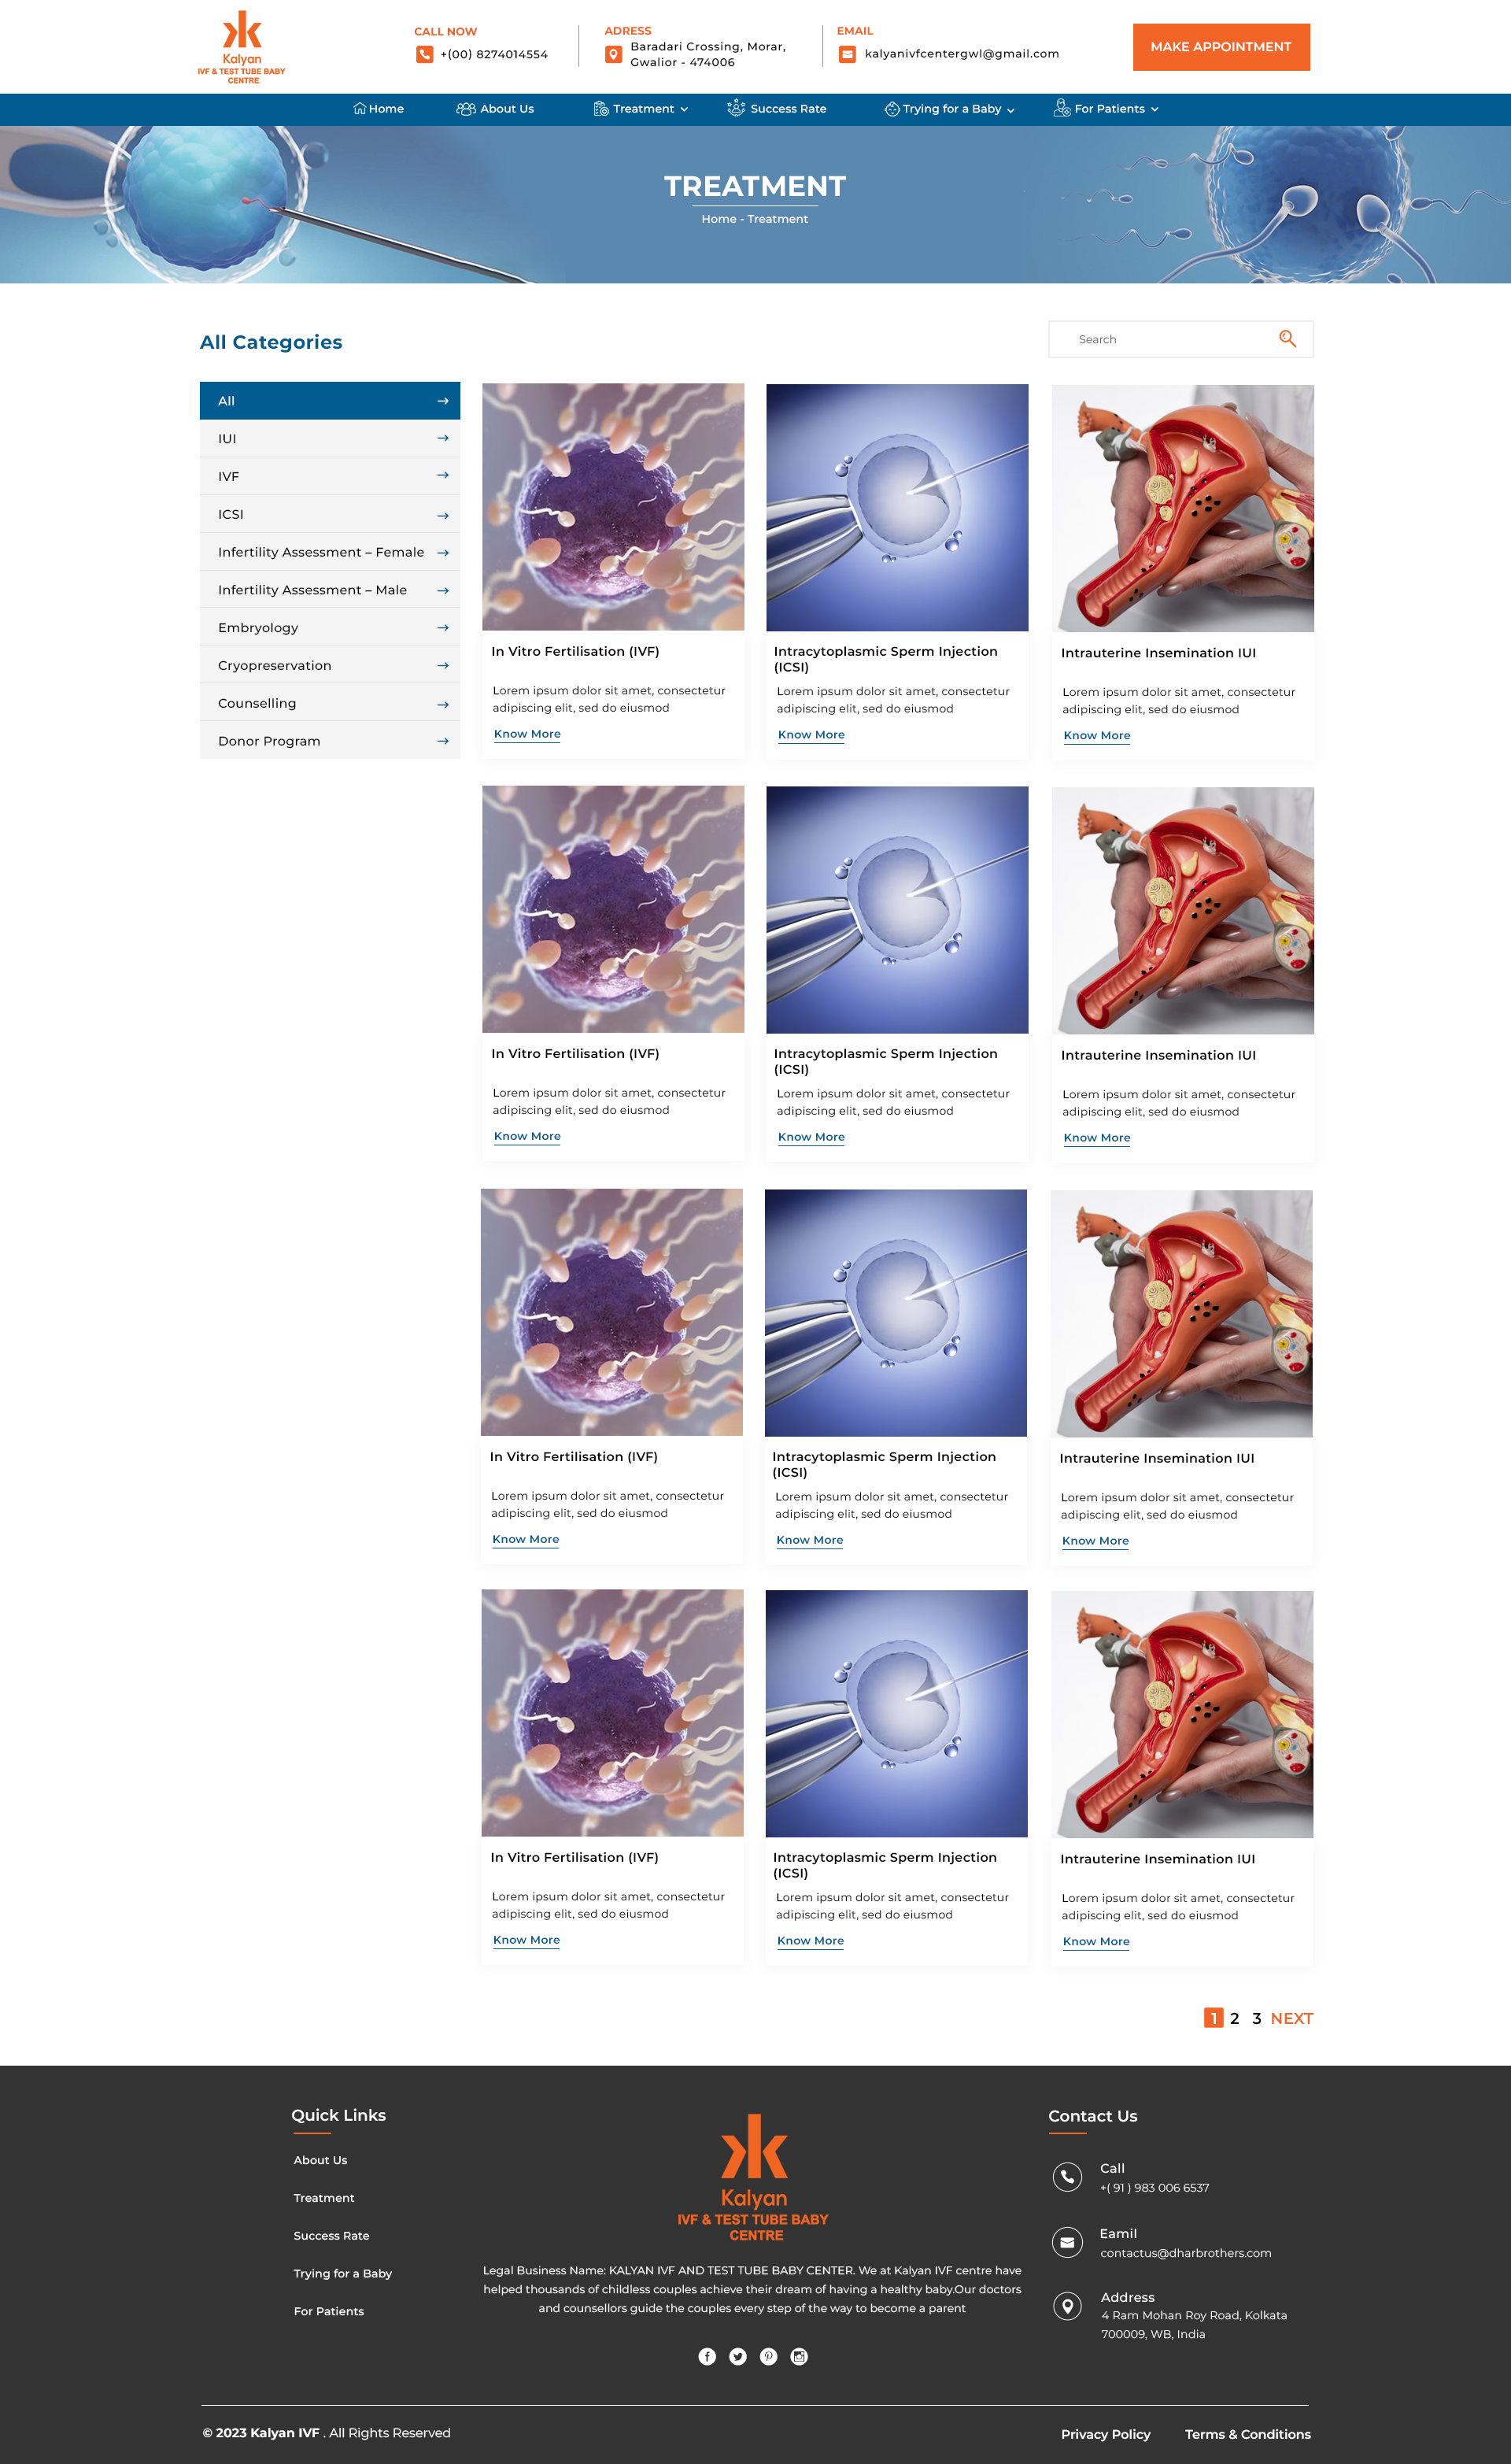 Kalyan
IVF & TEST TUBE BABY
CENTRE
CALL NOW
+(00) 8274014554
ADRESS
Baradari Crossing, Morar,
Gwalior - 474006
EMAIL
kalyanivfcentergwl@gmail.com
MAKE APPOINTMENT
Home
About Us
Treatment
Success Rate
Trying for a Baby
For Patients
TREATMENT
Home - Treatment
All Categories
Search
All
IUI
IVF
ICSI
Infertility Assessment – Female
Infertility Assessment – Male
Embryology
Cryopreservation
Counselling
Donor Program
In Vitro Fertilisation (IVF)
Lorem ipsum dolor sit amet, consectetur
adipiscing elit, sed do eiusmod
Know More
Intracytoplasmic Sperm Injection
(ICSI)
Lorem ipsum dolor sit amet, consectetur
adipiscing elit, sed do eiusmod
Know More
Intrauterine Insemination IUI
Lorem ipsum dolor sit amet, consectetur
adipiscing elit, sed do eiusmod
Know More
In Vitro Fertilisation (IVF)
Lorem ipsum dolor sit amet, consectetur
adipiscing elit, sed do eiusmod
Know More
Intracytoplasmic Sperm Injection
(ICSI)
Lorem ipsum dolor sit amet, consectetur
adipiscing elit, sed do eiusmod
Know More
Intrauterine Insemination IUI
Lorem ipsum dolor sit amet, consectetur
adipiscing elit, sed do eiusmod
Know More
In Vitro Fertilisation (IVF)
Lorem ipsum dolor sit amet, consectetur
adipiscing elit, sed do eiusmod
Know More
Intracytoplasmic Sperm Injection
(ICSI)
Lorem ipsum dolor sit amet, consectetur
adipiscing elit, sed do eiusmod
Know More
Intrauterine Insemination IUI
Lorem ipsum dolor sit amet, consectetur
adipiscing elit, sed do eiusmod
Know More
In Vitro Fertilisation (IVF)
Lorem ipsum dolor sit amet, consectetur
adipiscing elit, sed do eiusmod
Know More
Intracytoplasmic Sperm Injection
(ICSI)
Lorem ipsum dolor sit amet, consectetur
adipiscing elit, sed do eiusmod
Know More
Intrauterine Insemination IUI
Lorem ipsum dolor sit amet, consectetur
adipiscing elit, sed do eiusmod
Know More
1 2 3 NEXT
Quick Links
About Us
Treatment
Success Rate
Trying for a Baby
For Patients
Kalyan
IVF & TEST TUBE BABY
CENTRE
Legal Business Name: KALYAN IVF AND TEST TUBE BABY CENTER. We at Kalyan IVF centre have
helped thousands of childless couples achieve their dream of having a healthy baby.Our doctors
and counsellors guide the couples every step of the way to become a parent
Contact Us
Call
+( 91 ) 983 006 6537
Eamil
contactus@dharbrothers.com
Address
4 Ram Mohan Roy Road, Kolkata
700009, WB, India
© 2023 Kalyan IVF . All Rights Reserved
Privacy Policy
Terms & Conditions